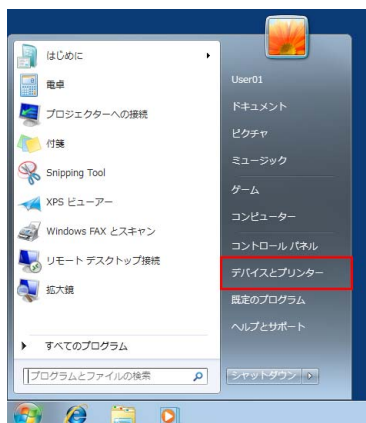 はじめに
電卓
プロジェクターへの接続
付箋
Snipping Tool
XPS ビューアー
Windows FAX とスキャン
リモート デスクトップ接続
拡大鏡
すべてのプログラム
プログラムとファイルの検索
User01
ドキュメント
ピクチャ
ミュージック
ゲーム
コンピューター
コントロール パネル
デバイスとプリンター
既定のプログラム
ヘルプとサポート
シャットダウン